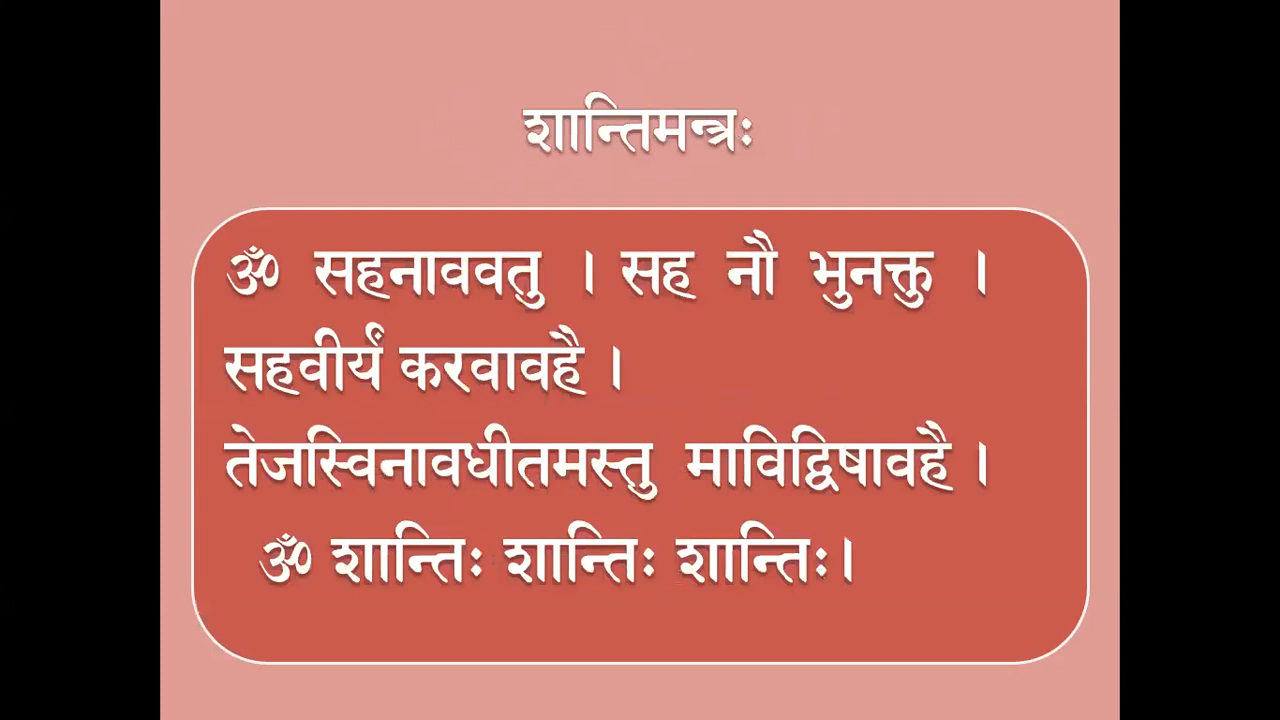 शान्तिमन्त्रः
ॐ सहनाववतु । सह नौ भुनक्तु ।
सहवीर्यं करवावहै ।
तेजस्विनावधीतमस्तु माविद्विषावहै ।
ॐ शान्तिः शान्तिः शान्तिः।